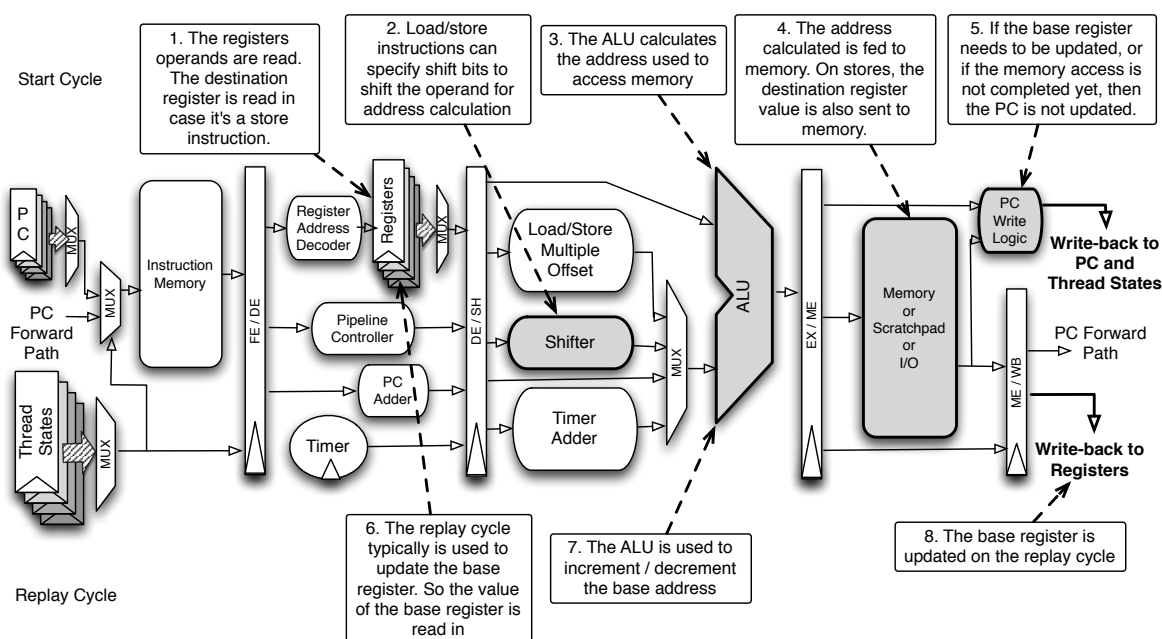 Start Cycle
1. The registers
operands are read.
The destination
register is read in
case it's a store
instruction.
2. Load/store
instructions can
specify shift bits to
shift the operand for
address calculation
3. The ALU calculates
the address used to
access memory
4. The address
calculated is fed to
memory. On stores, the
destination register
value is also sent to
memory.
5. If the base register
needs to be updated, or
if the memory access is
not completed yet, then
the PC is not updated.
PC
MUX
MUX
PC
Forward
Path
Instruction
Memory
Thread
States
MUX
FE / DE
Register
Address
Decoder
Registers
MUX
Pipeline
Controller
PC
Adder
Timer
DE / SH
Load/Store
Multiple
Offset
Shifter
Timer
Adder
MUX
ALU
EX / ME
Memory
or
Scratchpad
or
I/O
PC
Write
Logic
Write-back to
PC and
Thread States
ME / WB
PC Forward
Path
Write-back to
Registers
6. The replay cycle
typically is used to
update the base
register. So the value
of the base register is
read in
7. The ALU is used to
increment / decrement
the base address
8. The base register is
updated on the replay cycle
Replay Cycle